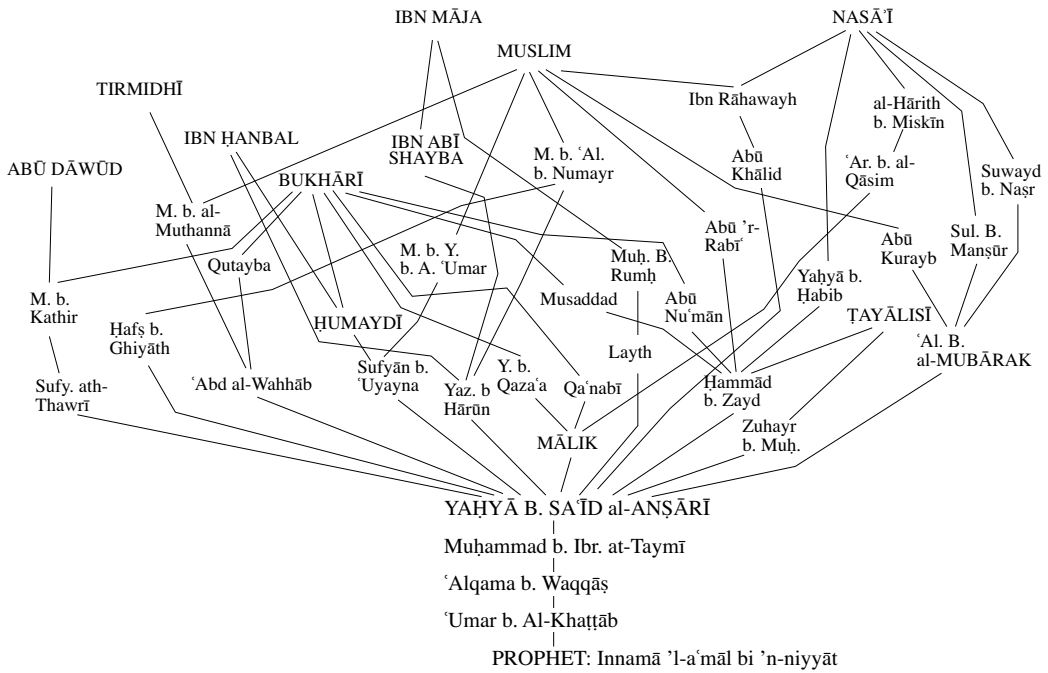 IBN MĀJA
NASĀʾĪ
MUSLIM
TIRMIDHĪ
Ibn Rāhawayh
al-Hārith
b. Miskīn
IBN ḤANBAL
IBN ABĪ
SHAYBA
M. b. ʿAl.
b. Numayr
ABŪ DĀWŪD
BUKHĀRĪ
Abū
Khālid
ʿAr. b. al-
Qāsim
Suwayd
b. Naṣr
M. b. al-
Muthannā
Qutayba
M. b. Y.
b. A. ʿUmar
Muḥ. B.
Rumḥ
Abū ’r-
Rabīʿ
Abū
Kurayb
Sul. B.
Manṣūr
M. b.
Kathir
Ḥafṣ b.
Ghiyāth
ḤUMAYDĪ
Musaddad
Abū
Nuʿmān
Yaḥyā b.
Ḥabib
ṬAYĀLISĪ
ʿAl. B.
al-MUBĀRAK
Layth
Sufy. ath-
Thawrī
ʿAbd al-Wahhāb
Sufyān b.
ʿUyayna
Yaz. b
Hārūn
Y. b.
Qazaʿa
Qaʿnabī
Ḥammād
b. Zayd
MĀLIK
Zuhayr
b. Muḥ.
YAḤYĀ B. SAʿĪD al-ANṢĀRĪ
Muḥammad b. Ibr. at-Taymī
ʿAlqama b. Waqqāṣ
ʿUmar b. Al-Khaṭṭāb
PROPHET: Innamā ’l-aʿmāl bi ’n-niyyāt